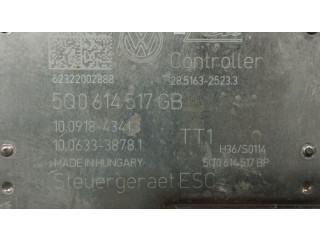 Controller
62322002888
28.5163-2523.3
5Q0 614 517 GB
10.0918-4341.3
TT1
H36/S0114
10.0633-3878.1
MADE IN HUNGARY
5Q0 614 517 BP
Steuergeraet ESC